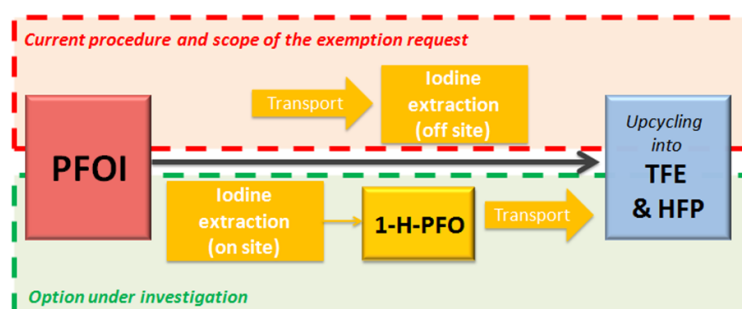 Current procedure and scope of the exemption request
Transport
Iodine
extraction
(off site)
PFOI
Upcycling
into
TFE
& HFP
Iodine
extraction
(on site)
1-H-PFO
Transport
Option under investigation